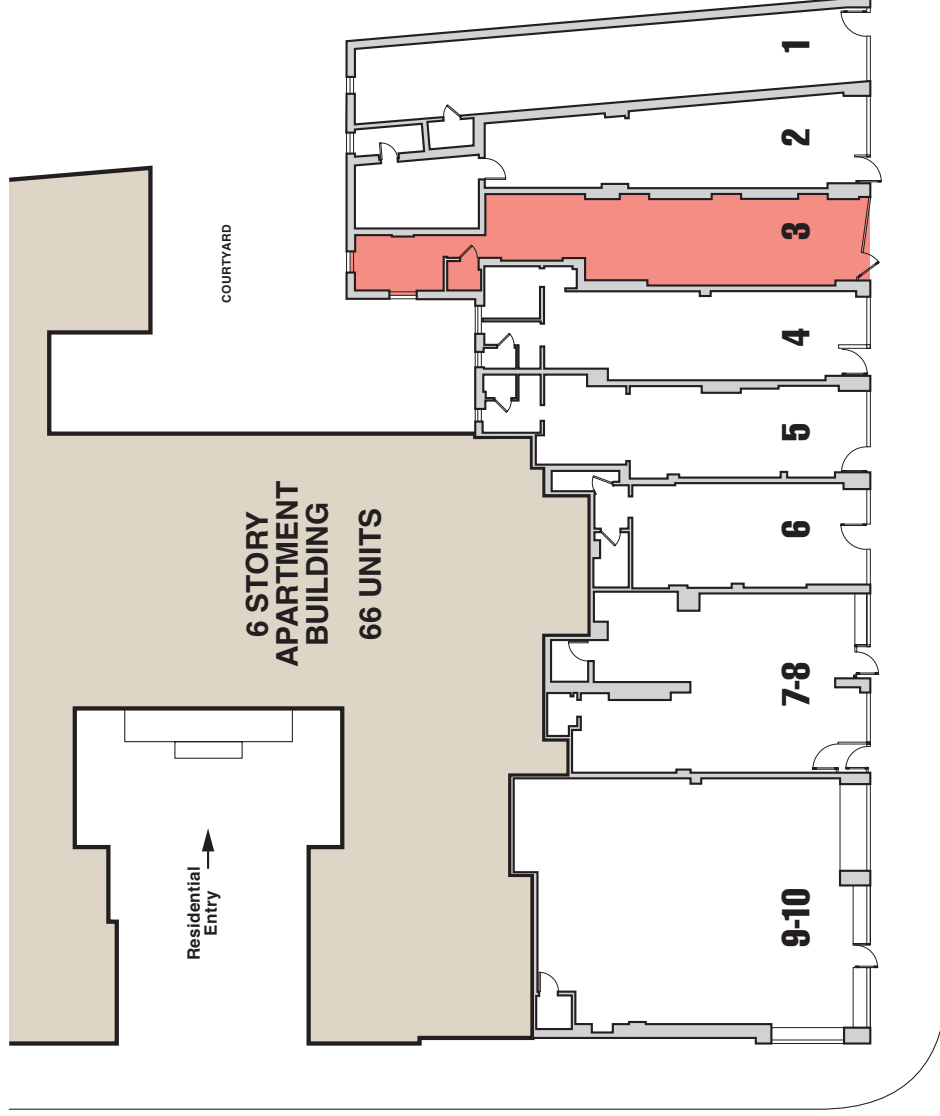 COURTYARD
6 STORY
APARTMENT
BUILDING
66 UNITS
Residential
Entry
1
2
3
4
5
6
7-8
9-10